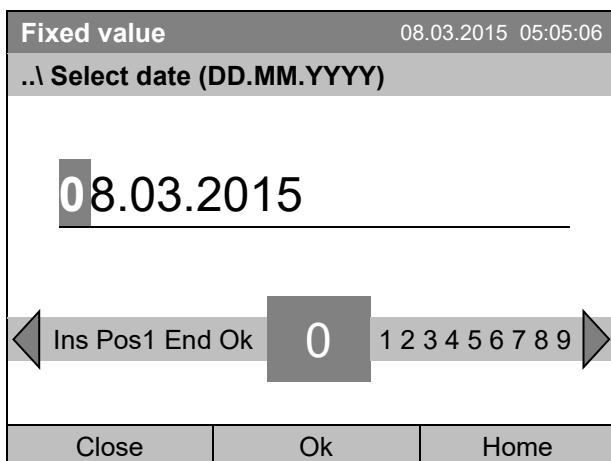 Fixed value 08.03.2015 05:05:06
..\ Select date (DD.MM.YYYY)
08.03.2015
Ins Pos1 End Ok 0 1 2 3 4 5 6 7 8 9
Close Ok Home